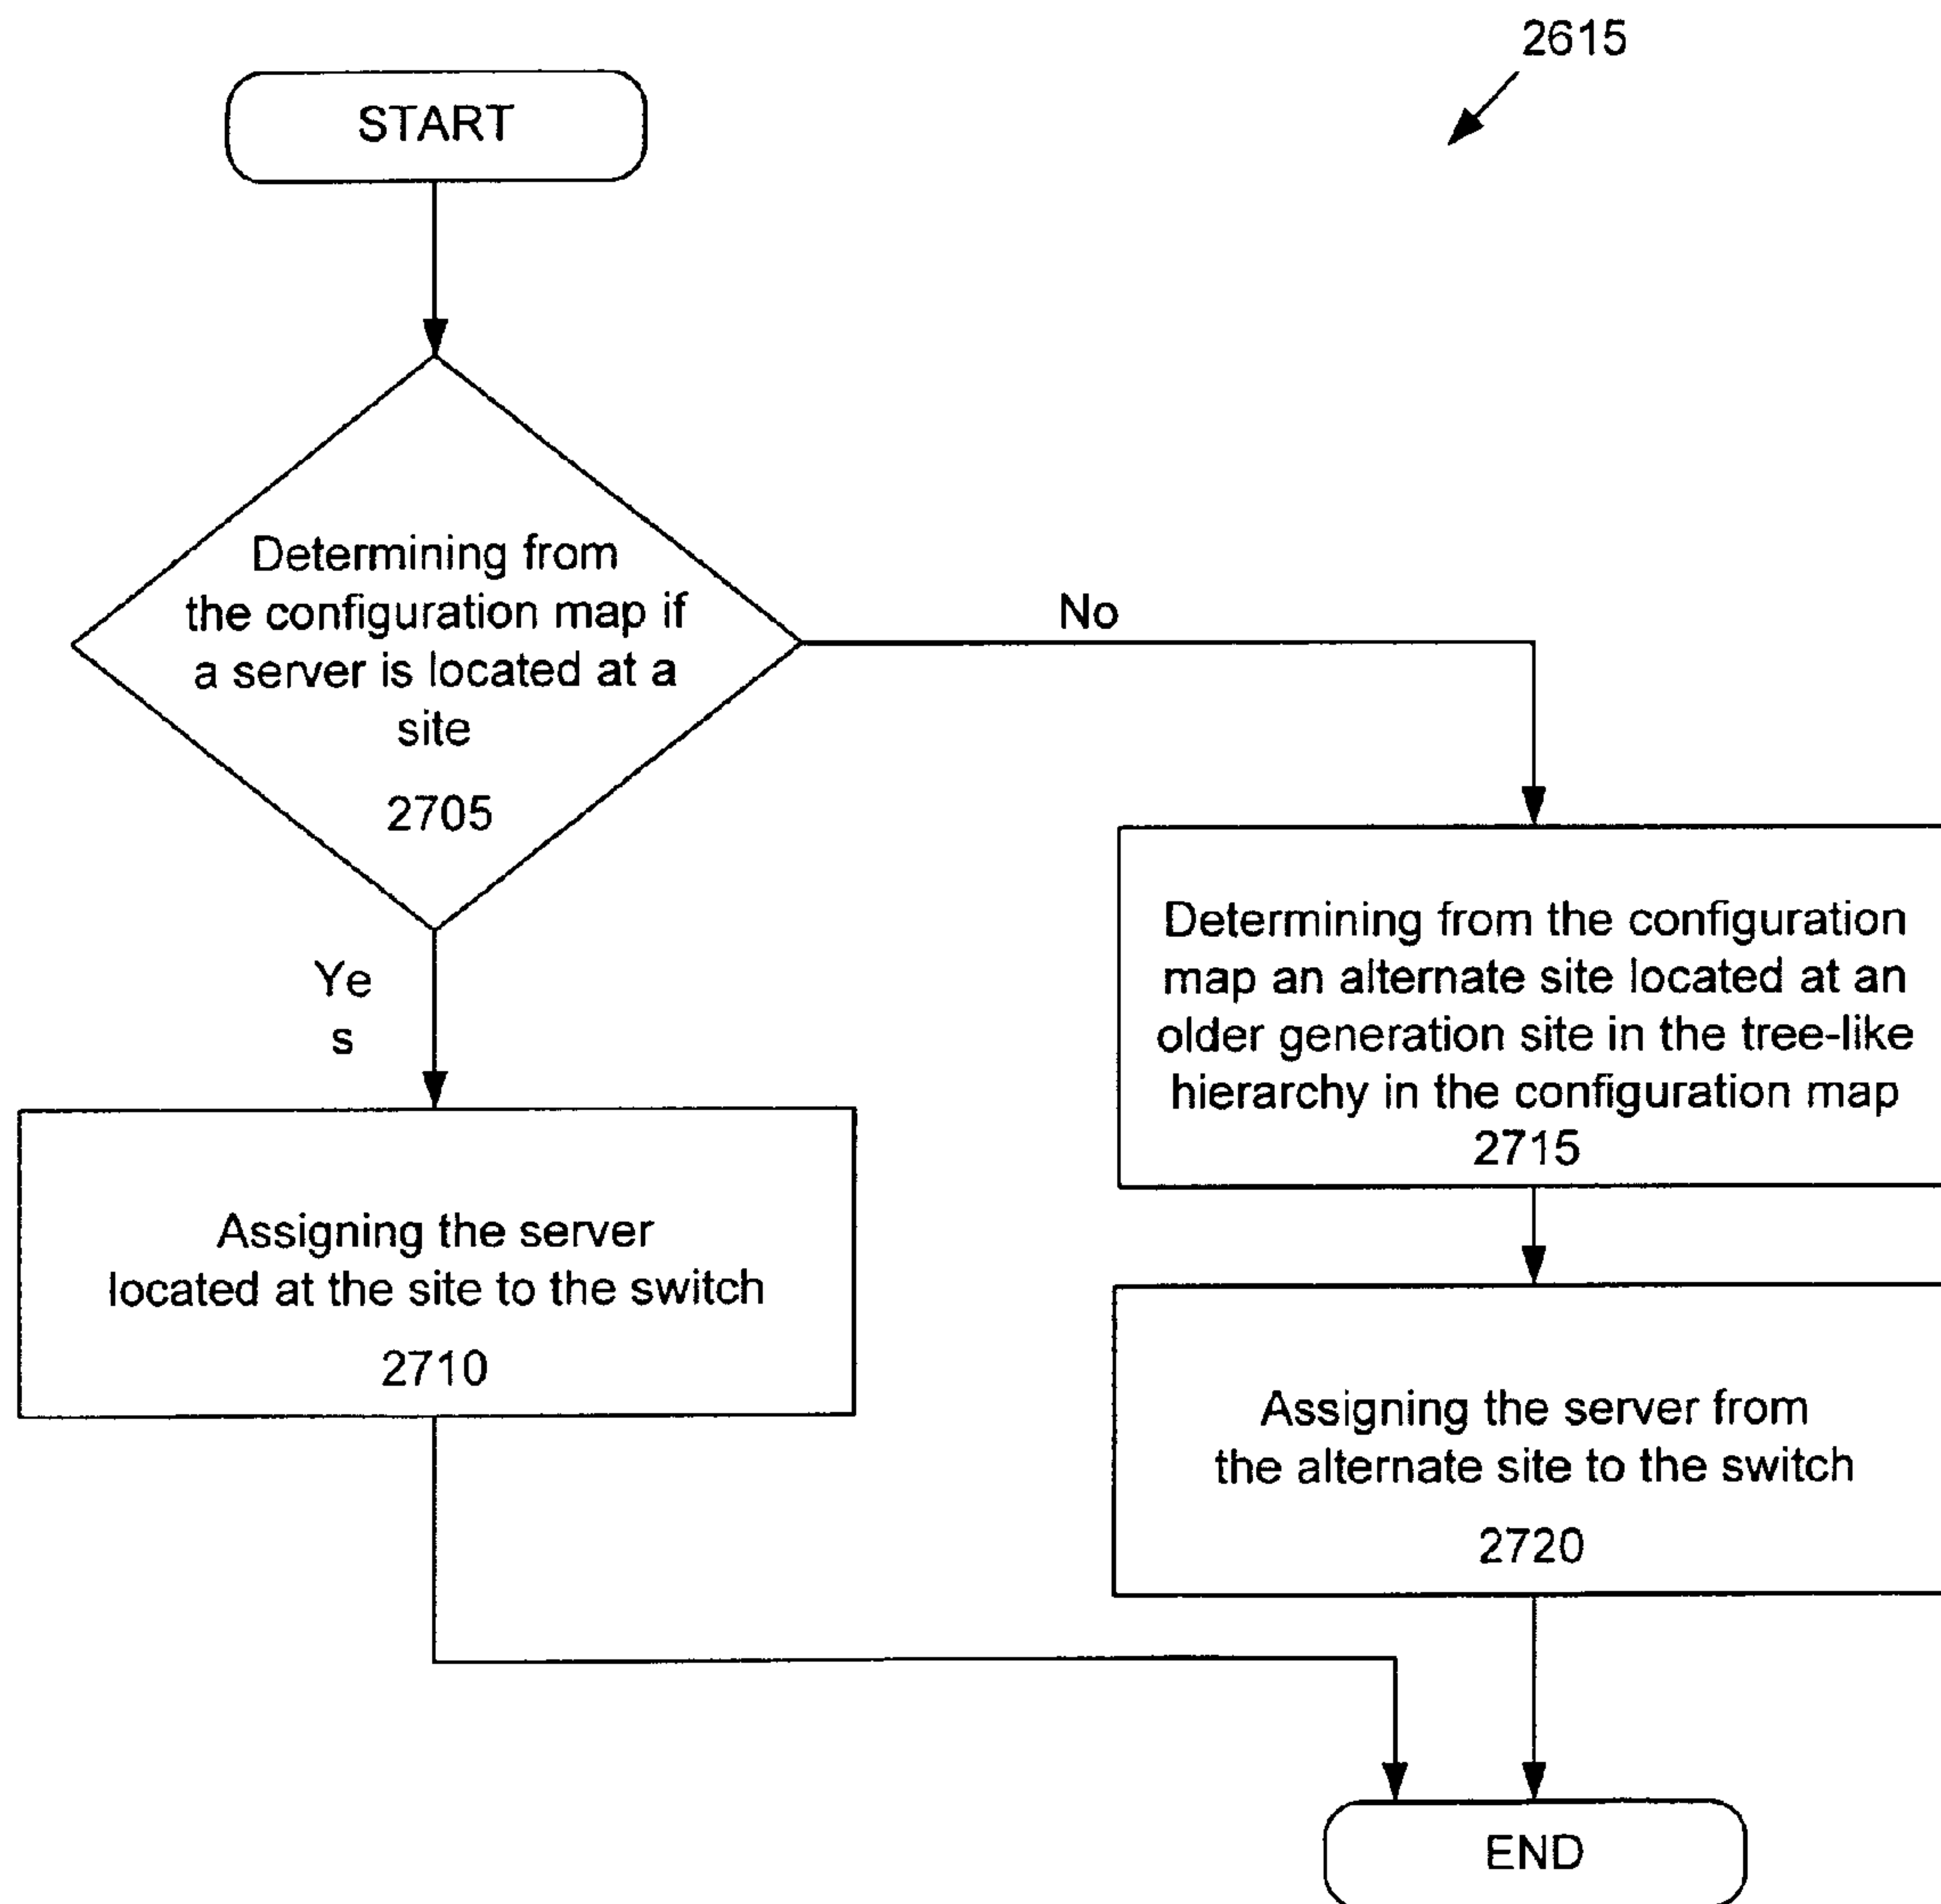 2615
START
Determining from
the configuration map if
a server is located at a
site
2705
No
Ye
s
Determining from the configuration
map an alternate site located at an
older generation site in the tree-like
hierarchy in the configuration map
2715
Assigning the server
located at the site to the switch
2710
Assigning the server from
the alternate site to the switch
2720
END